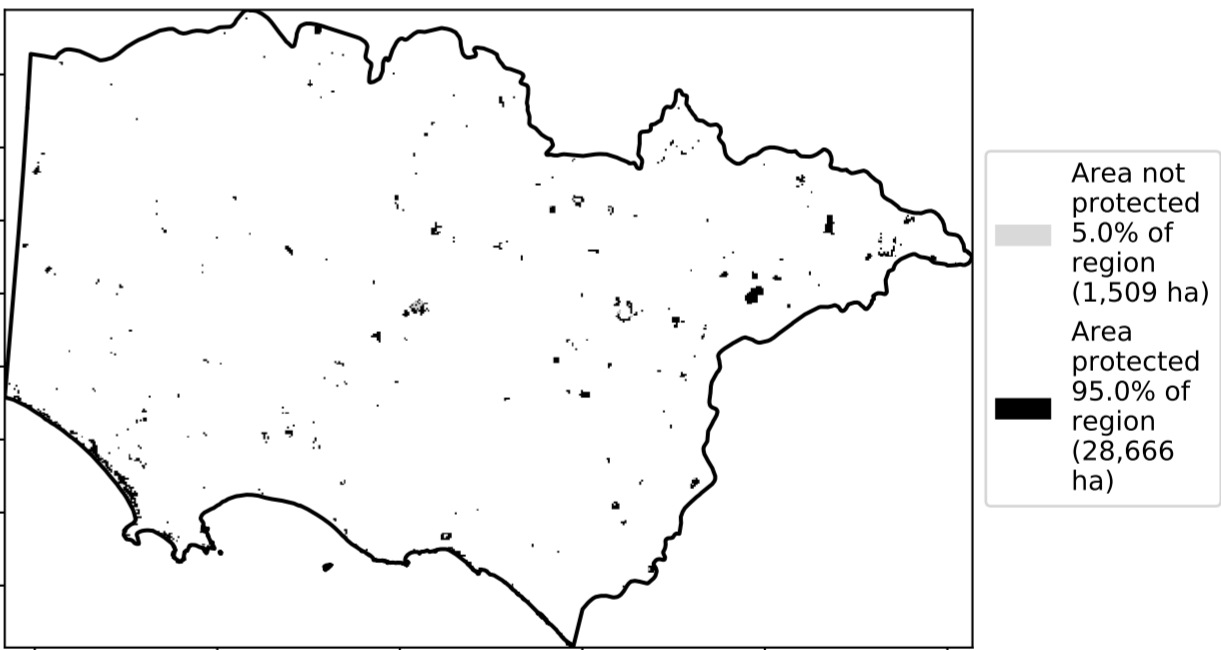 Area not
protected
5.0% of
region
(1,509 ha)
Area
protected
95.0% of
region
(28,666
ha)